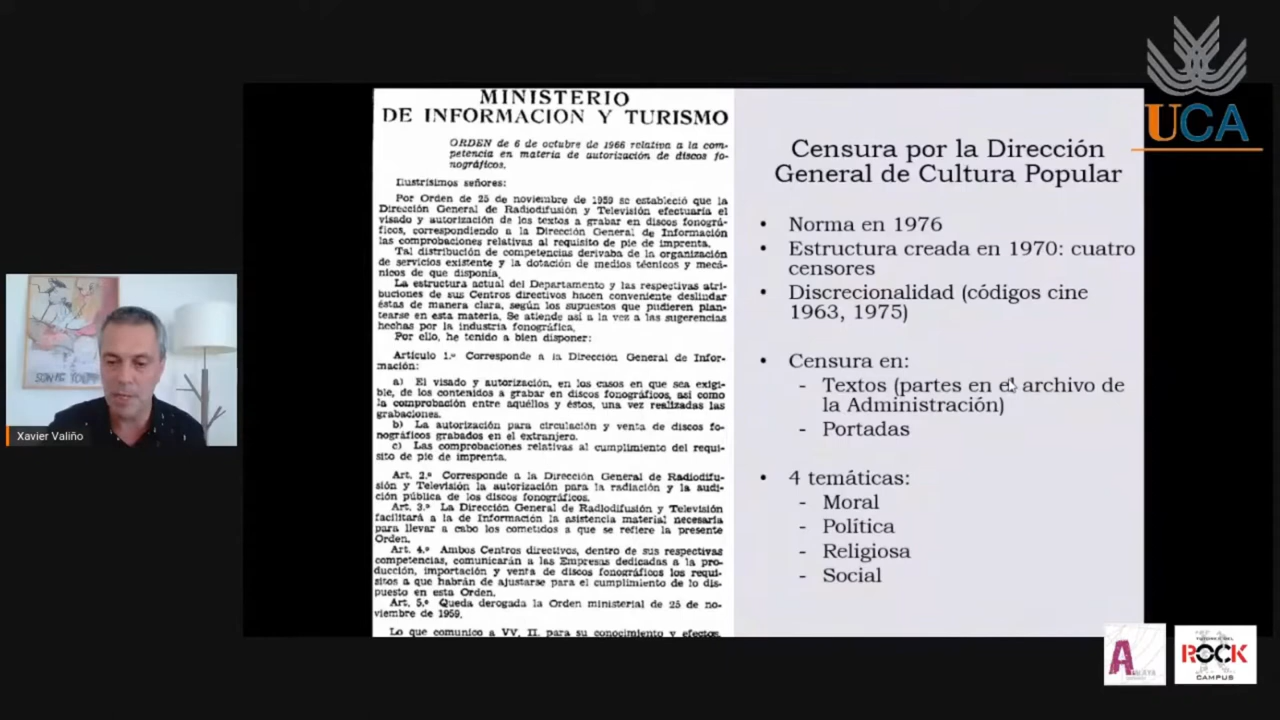 UCA
MINISTERIO
DE INFORMACION Y TURISMO
ORDEN de 6 de octubre de 1966 relativa a la com-
petencia en materia de autorización de discos fo-
nográficos.
Ilustrísimos señores:
Por Orden de 25 de noviembre de 1959 se estableció que la
Dirección General de Radiodifusión y Televisión efectuaría el
visado y autorización de los textos a grabar en discos fonográ-
ficos, correspondiendo a la Dirección General de Información
las comprobaciones relativas al requisito de pie de imprenta.
Tal distribución de competencias derivaba de la organización
de servicios existente y la dotación de medios técnicos y mecá-
nicos de que disponía.
La estructura actual del Departamento y las respectivas atri-
buciones de sus Centros directivos hacen conveniente deslindar
éstas de manera clara, según los supuestos que pudieren plan-
tearse en esta materia. Se atiende así a la vez a las sugerencias
hechas por la industria fonográfica.
Por ello, he tenido a bien disponer:
Artículo 1.º Corresponde a la Dirección General de Infor-
mación:
a) El visado y autorización, en los casos en que sea exigi-
ble, de los contenidos a grabar en discos fonográficos, así como
la comprobación entre aquéllos y éstos, una vez realizadas las
grabaciones.
b) La autorización para circulación y venta de discos fo-
nográficos grabados en el extranjero.
c) Las comprobaciones relativas al cumplimiento del requi-
sito de pie de imprenta.
Art. 2.º Corresponde a la Dirección General de Radiodifu-
sión y Televisión la autorización para la radiación y la audi-
ción pública de los discos fonográficos.
Art. 3.º La Dirección General de Radiodifusión y Televisión
facilitará a la de Información la asistencia material necesaria
para llevar a cabo los cometidos a que se refiere la presente
Orden.
Art. 4.º Ambos Centros directivos, dentro de sus respectivas
competencias, comunicarán a las Empresas dedicadas a la pro-
ducción, importación y venta de discos fonográficos los requi-
sitos a que habrán de ajustarse para el cumplimiento de lo dis-
puesto en esta Orden.
Art. 5.º Queda derogada la Orden ministerial de 25 de no-
viembre de 1959.
Lo que comunico a VV. II. para su conocimiento y efectos.
Censura por la Dirección
General de Cultura Popular
• Norma en 1976
• Estructura creada en 1970: cuatro
censores
• Discrecionalidad (códigos cine
1963, 1975)
• Censura en:
- Textos (partes en el archivo de
la Administración)
- Portadas
• 4 temáticas:
- Moral
- Política
- Religiosa
- Social
SONIC YOUTH
Xavier Valiño
A
ROCK
CAMPUS